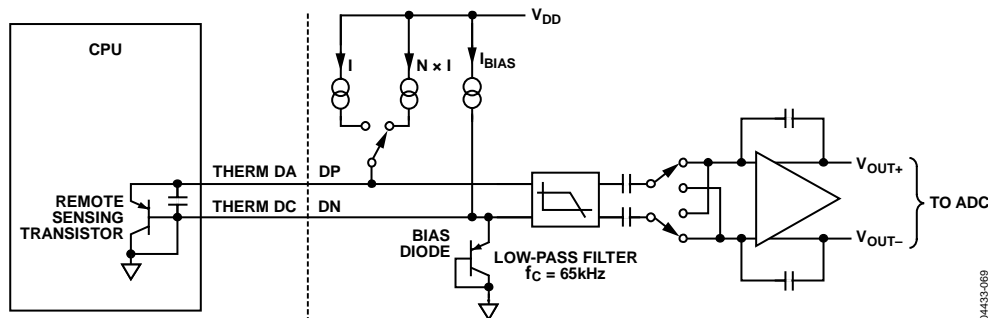 CPU
V_DD
I
N × I
I_BIAS
THERM DA
DP
REMOTE
SENSING
TRANSISTOR
THERM DC
DN
BIAS
DIODE
LOW-PASS FILTER
f_C = 65kHz
V_OUT+
TO ADC
V_OUT–
04433-069